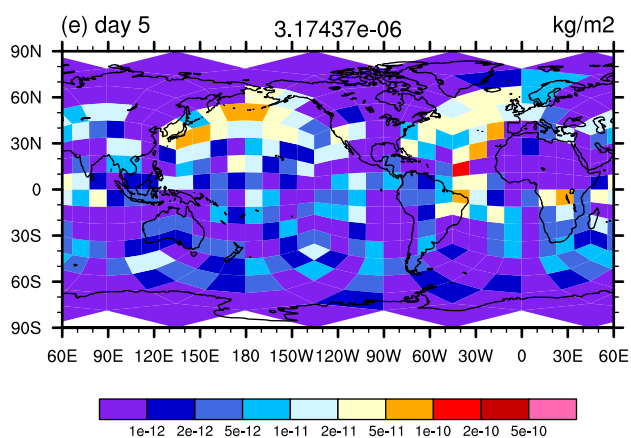 (e) day 5 3.17437e-06 kg/m2
90N
60N
30N
0
30S
60S
90S
60E 90E 120E 150E 180 150W 120W 90W 60W 30W 0 30E 60E
1e-12 2e-12 5e-12 1e-11 2e-11 5e-11 1e-10 2e-10 5e-10